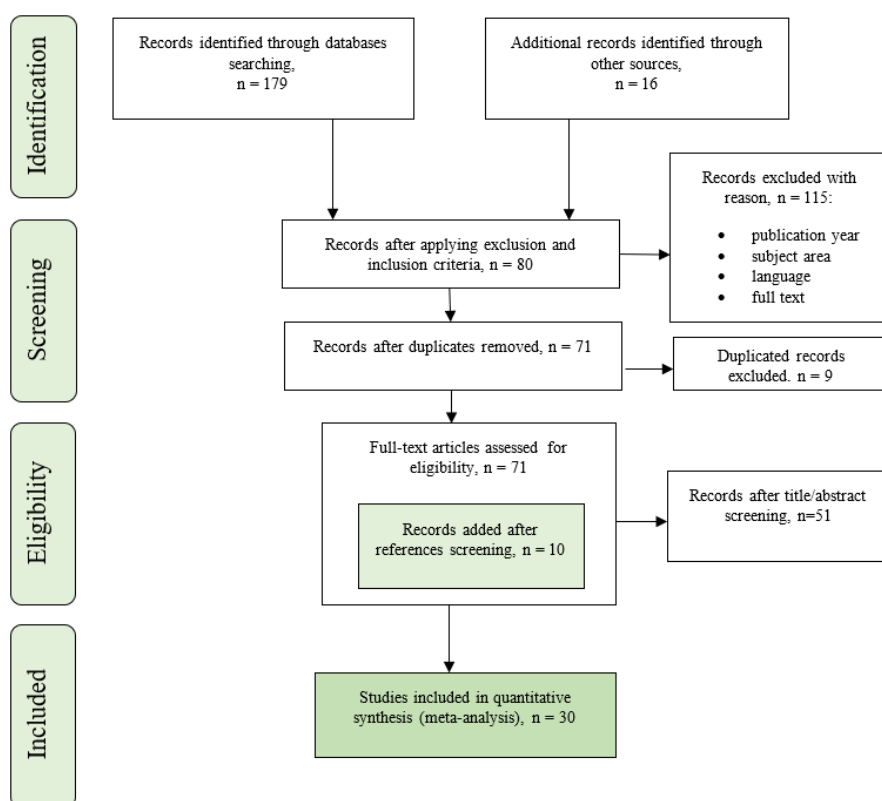 Identification
Records identified through databases
searching,
n = 179
Additional records identified through
other sources,
n = 16
Records excluded with
reason, n = 115:
• publication year
• subject area
• language
• full text
Screening
Records after applying exclusion and
inclusion criteria, n = 80
Records after duplicates removed, n = 71
Duplicated records
excluded. n = 9
Eligibility
Full-text articles assessed for
eligibility, n = 71
Records added after
references screening, n = 10
Records after title/abstract
screening, n=51
Included
Studies included in quantitative
synthesis (meta-analysis), n = 30